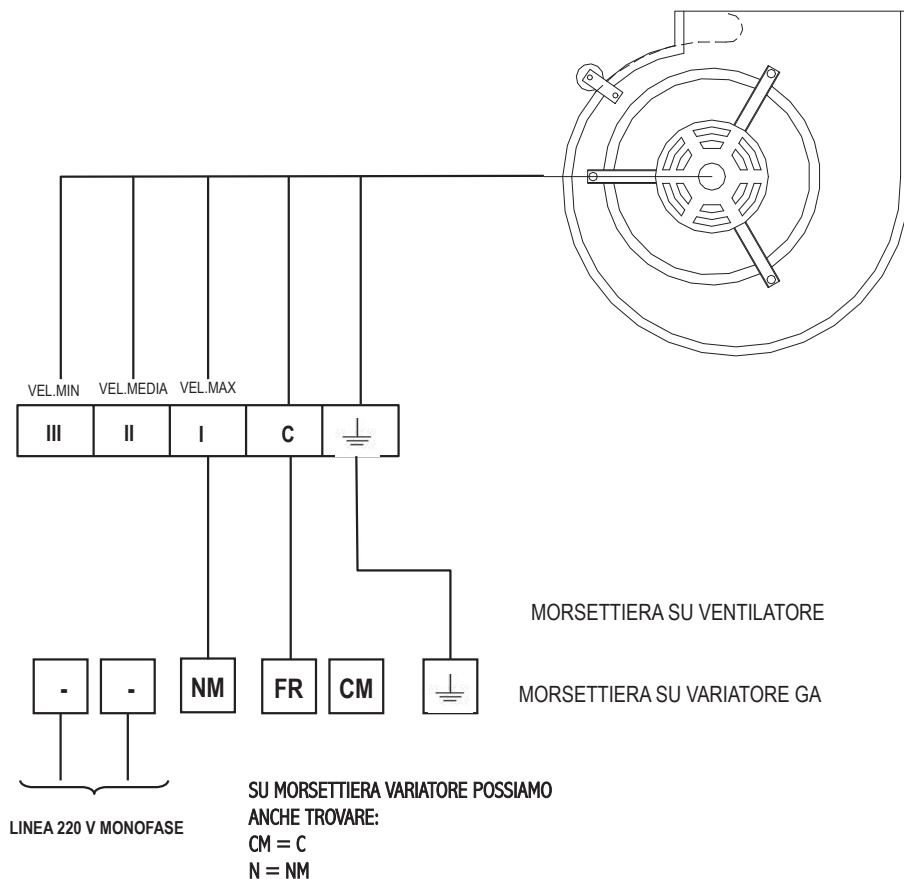 VEL.MIN VEL.MEDIA VEL.MAX
III II I C
MORSETTIERA SU VENTILATORE
- - NM FR CM
MORSETTIERA SU VARIATORE GA
LINEA 220 V MONOFASE
SU MORSETTIERA VARIATORE POSSIAMO
ANCHE TROVARE:
CM = C
N = NM